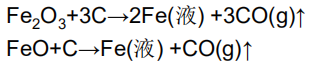 Fe₂O₃+3C→2Fe(液) +3CO(g)↑
FeO+C→Fe(液) +CO(g)↑